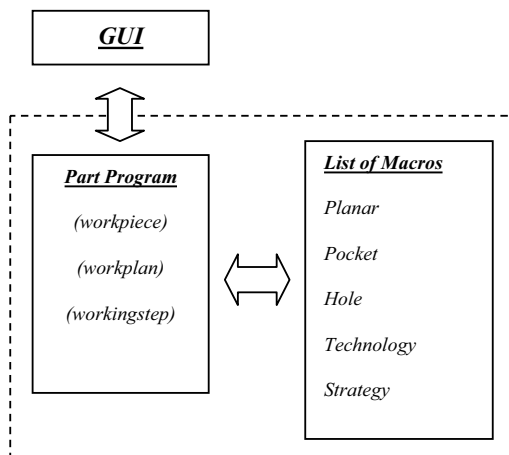 GUI
Part Program
(workpiece)
(workplan)
(workingstep)
List of Macros
Planar
Pocket
Hole
Technology
Strategy